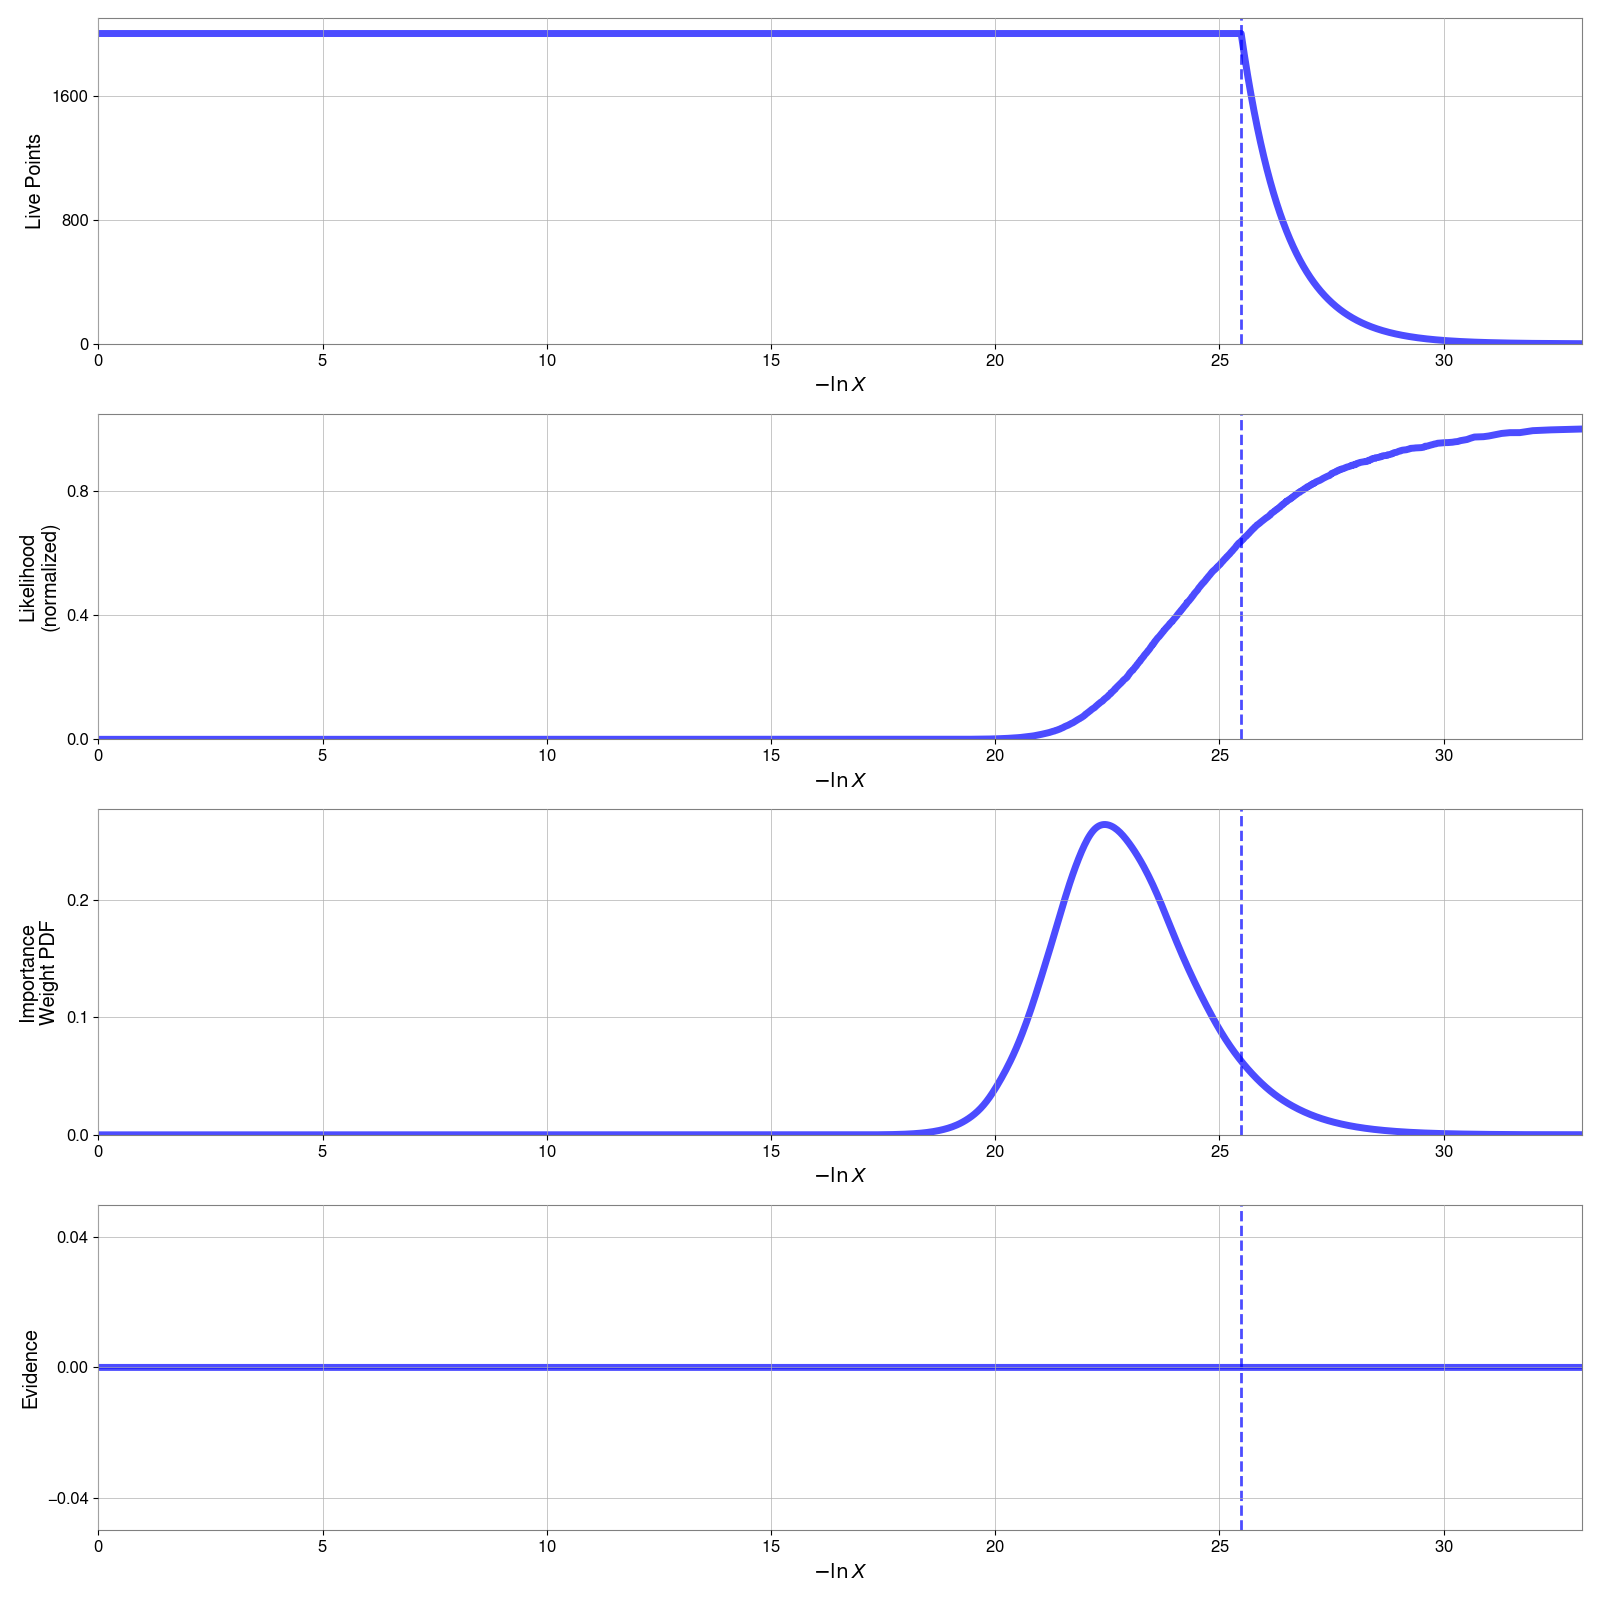 Live Points
1600
800
0
0 5 10 15 20 25 30
−ln X
Likelihood
(normalized)
0.8
0.4
0.0
0 5 10 15 20 25 30
−ln X
Importance
Weight PDF
0.2
0.1
0.0
0 5 10 15 20 25 30
−ln X
Evidence
0.04
0.00
−0.04
0 5 10 15 20 25 30
−ln X